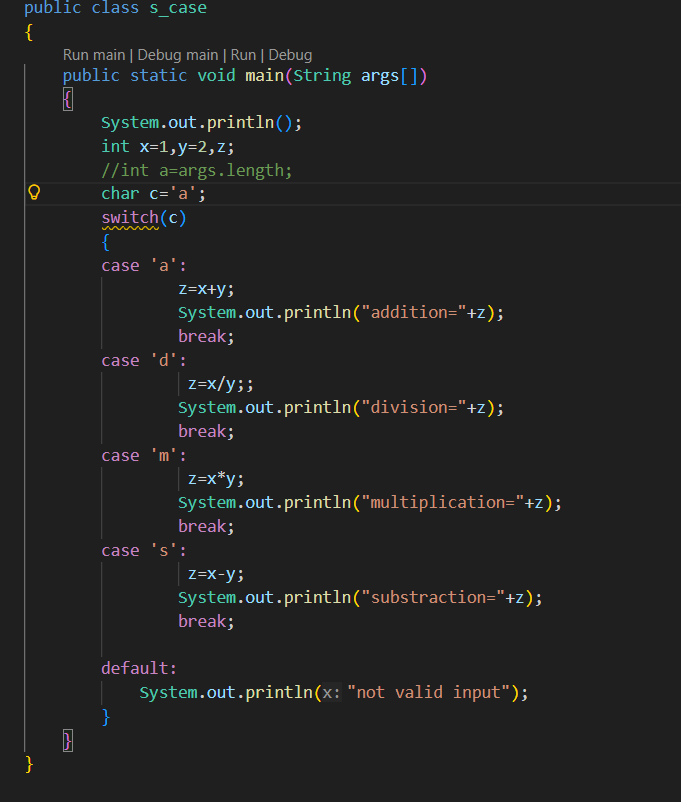 public class s_case
{
Run main | Debug main | Run | Debug
public static void main(String args[])
{
System.out.println();
int x=1,y=2,z;
//int a=args.length;
char c='a';
switch(c)
{
case 'a':
z=x+y;
System.out.println("addition="+z);
break;
case 'd':
z=x/y;;
System.out.println("division="+z);
break;
case 'm':
z=x*y;
System.out.println("multiplication="+z);
break;
case 's':
z=x-y;
System.out.println("substraction="+z);
break;
default:
System.out.println(x: "not valid input");
}
}
}